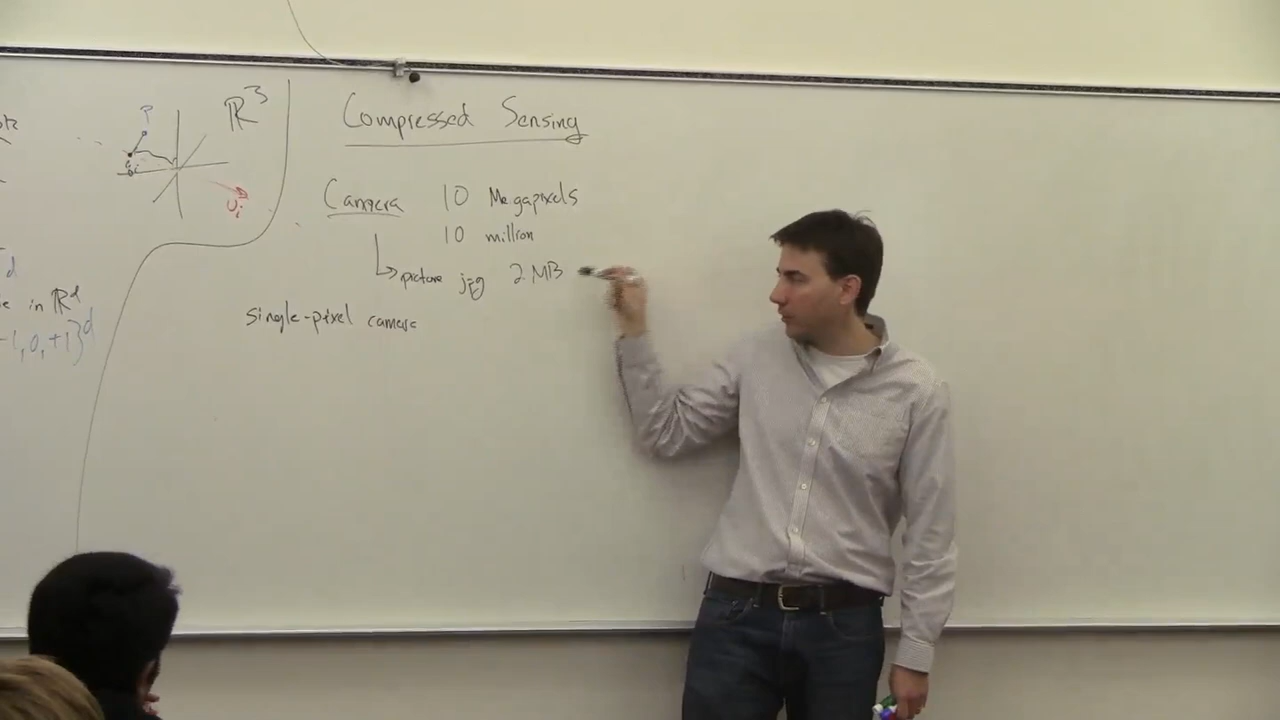 P
ℝ³
uᵢ
d
e in ℝᵈ
-1, 0, +1}ᵈ
Compressed Sensing
Camera 10 Megapixels
10 million
picture jpg 2 MB
single-pixel camera